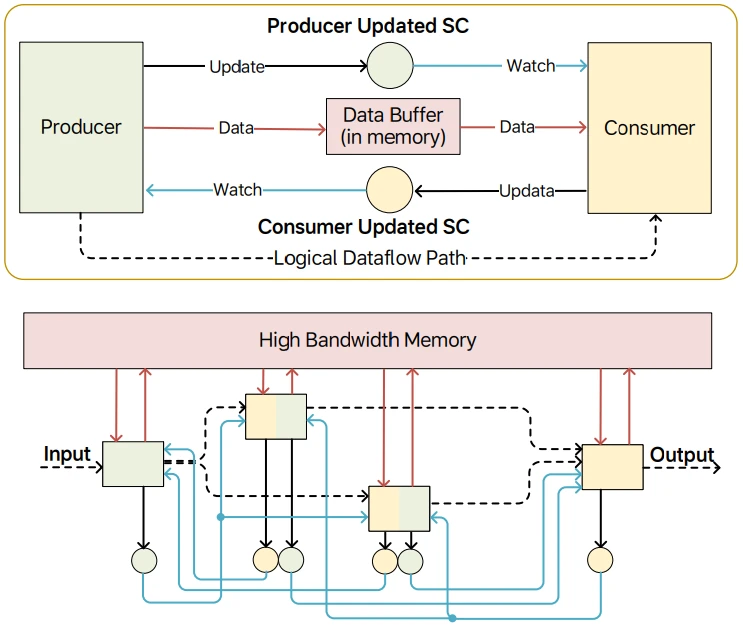 Producer Updated SC
Update
Watch
Producer
Data
Data Buffer
(in memory)
Data
Consumer
Watch
Updata
Consumer Updated SC
Logical Dataflow Path
High Bandwidth Memory
Input
Output